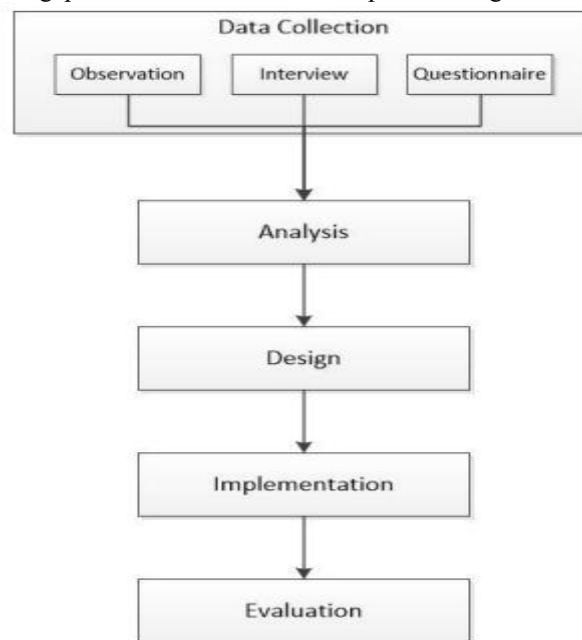 Data Collection
Observation Interview Questionnaire
Analysis
Design
Implementation
Evaluation